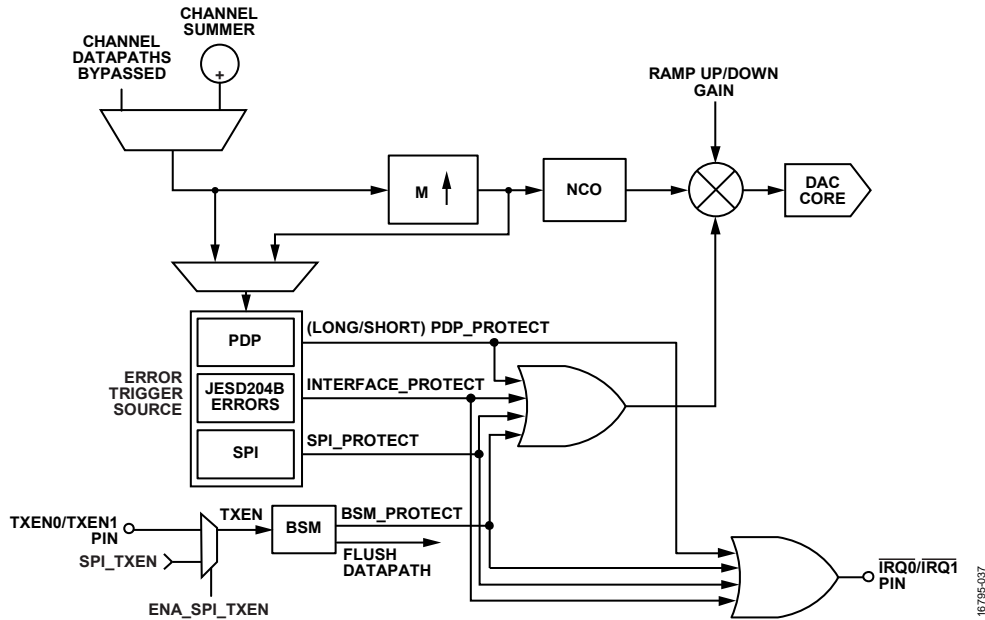 CHANNEL
SUMMER
CHANNEL
DATAPATHS
BYPASSED
+
RAMP UP/DOWN
GAIN
M
NCO
DAC
CORE
(LONG/SHORT) PDP_PROTECT
PDP
ERROR
TRIGGER
SOURCE
JESD204B
ERRORS
INTERFACE_PROTECT
SPI
SPI_PROTECT
TXEN0/TXEN1
PIN
TXEN
BSM
BSM_PROTECT
SPI_TXEN
FLUSH
DATAPATH
ENA_SPI_TXEN
IRQ0/IRQ1
PIN
16795-037